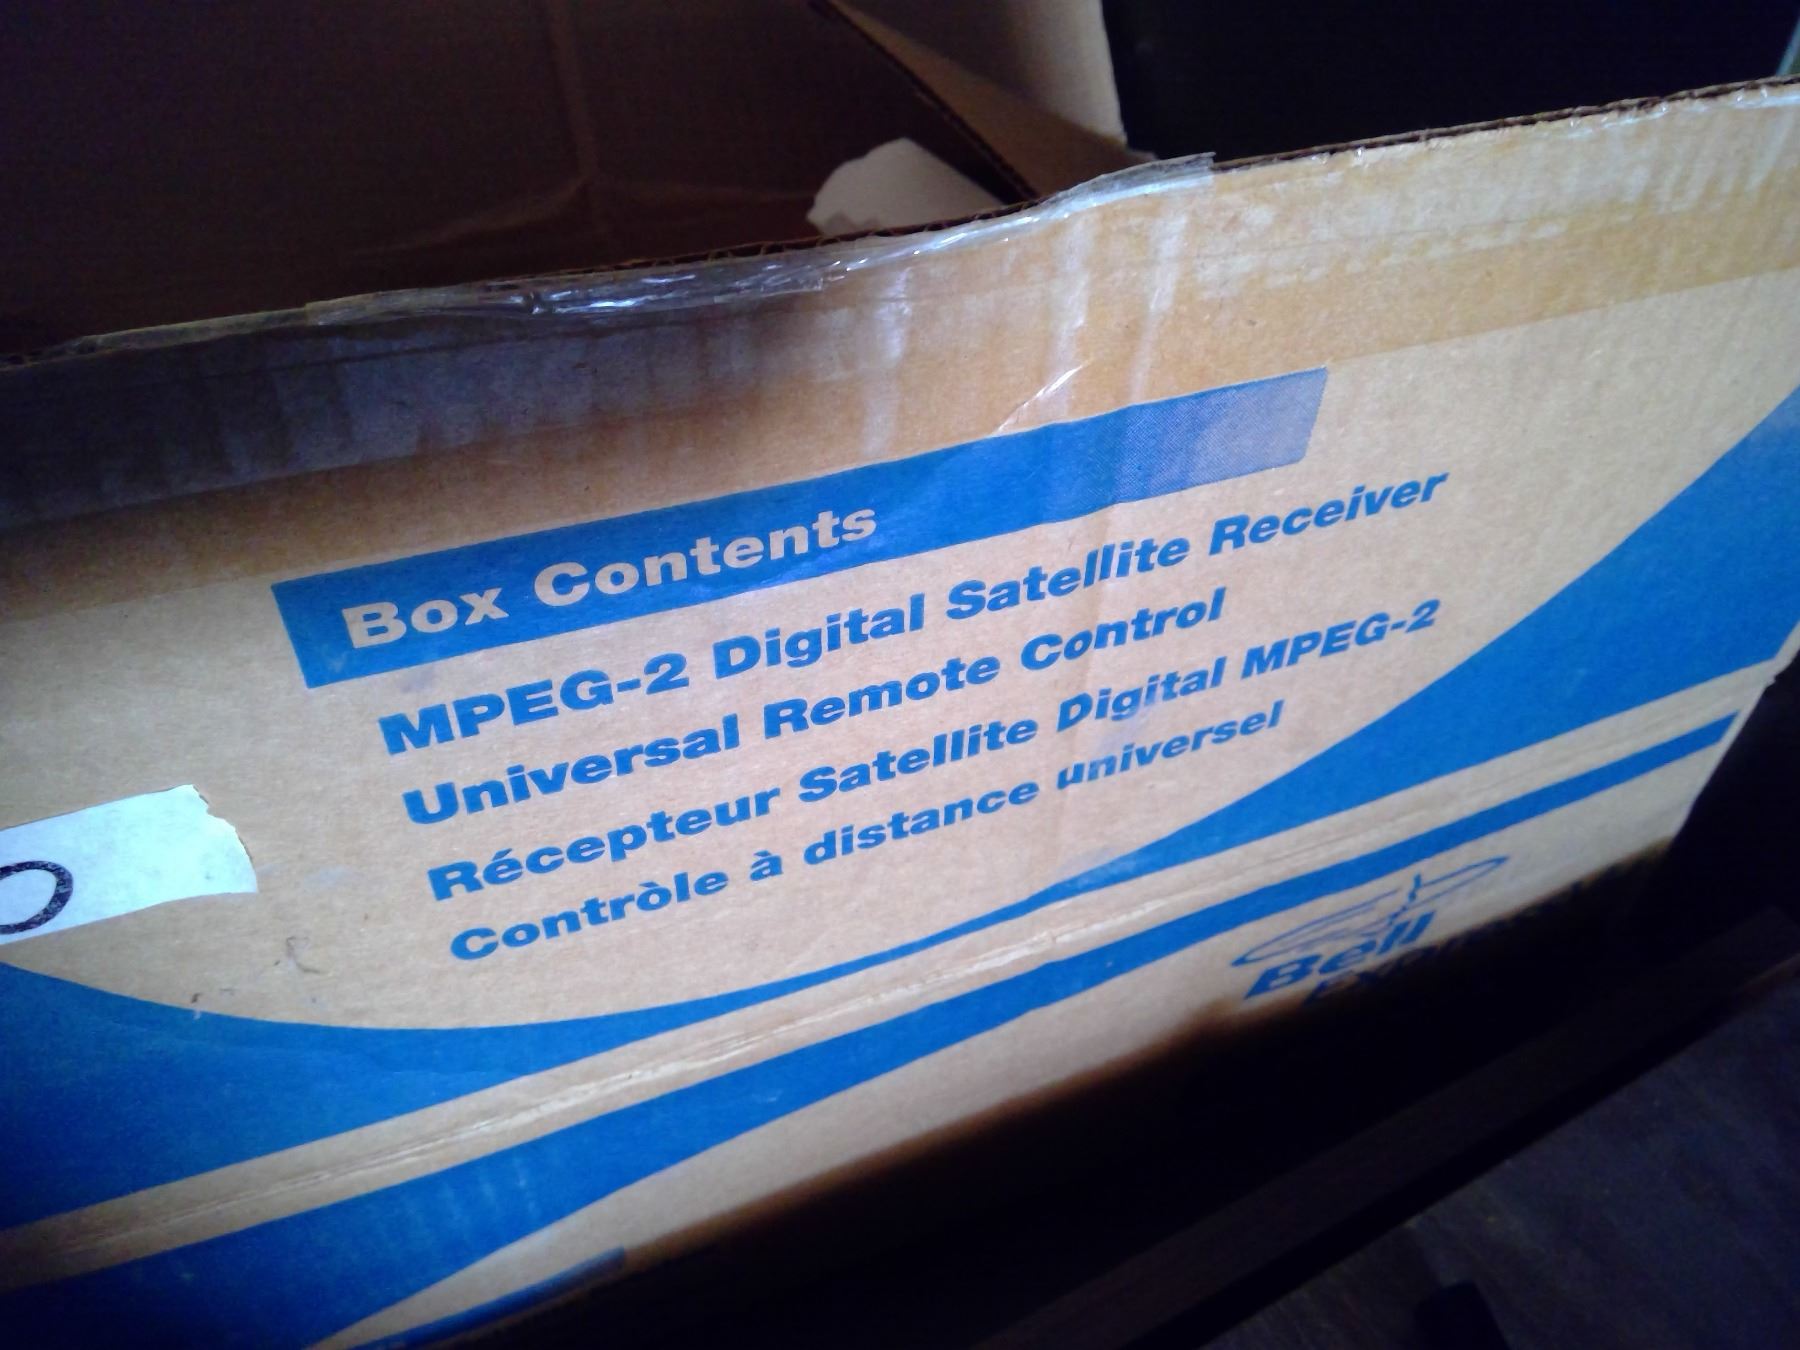 Box Contents
MPEG-2 Digital Satellite Receiver
Universal Remote Control
Récepteur Satellite Digital MPEG-2
Contròle à distance universel
Bell